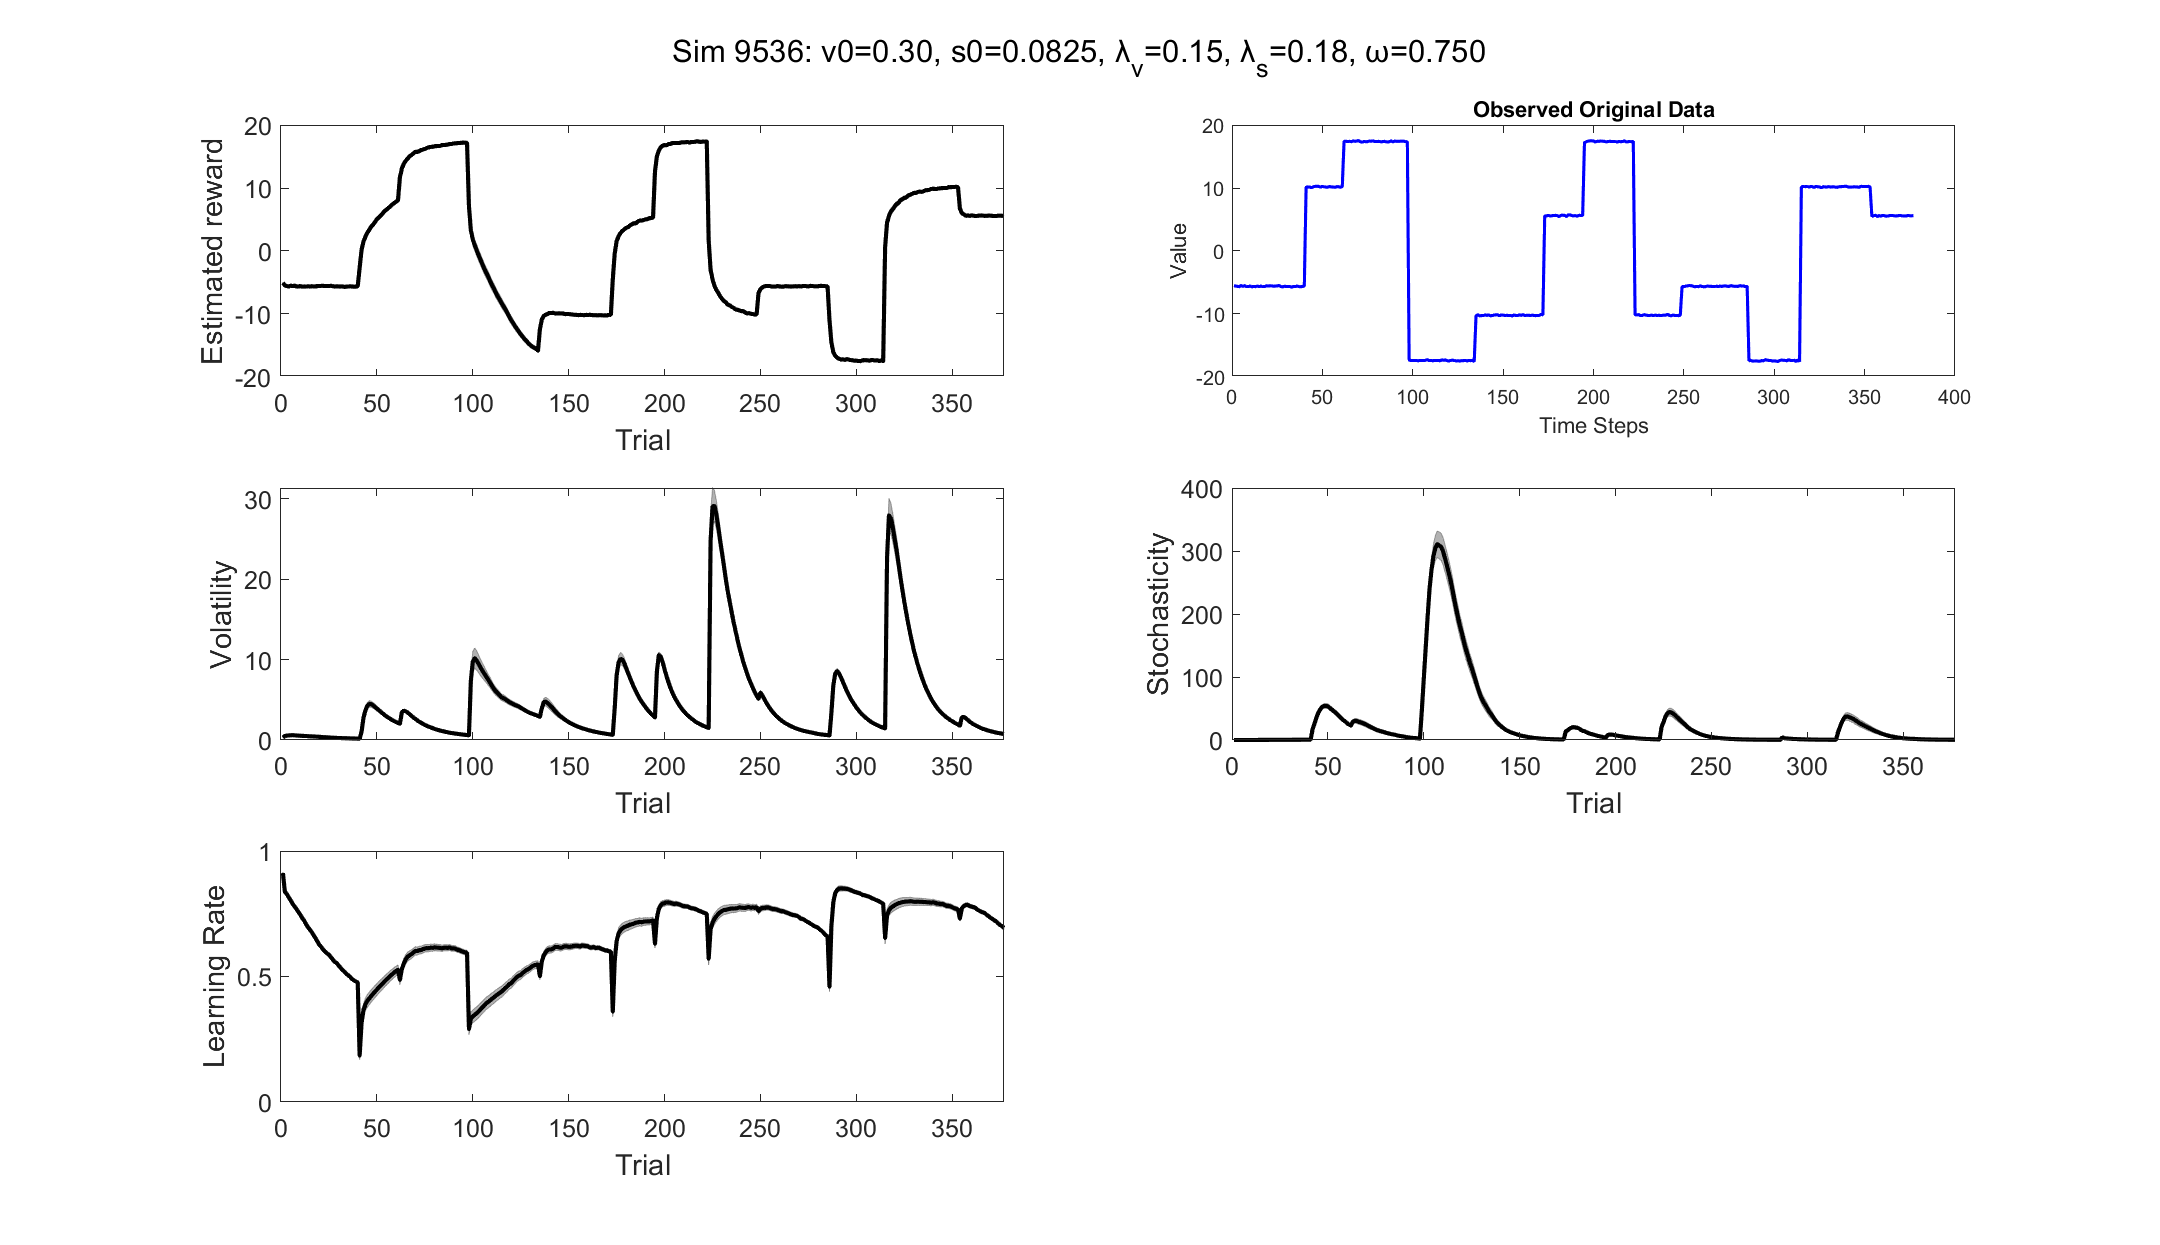 Sim 9536: v0=0.30, s0=0.0825, λv=0.15, λs=0.18, ω=0.750
Estimated reward
20
10
0
-10
-20
0 50 100 150 200 250 300 350
Trial
Observed Original Data
Value
20
10
0
-10
-20
0 50 100 150 200 250 300 350 400
Time Steps
Volatility
30
20
10
0
0 50 100 150 200 250 300 350
Trial
Stochasticity
400
300
200
100
0
0 50 100 150 200 250 300 350
Trial
Learning Rate
1
0.5
0
0 50 100 150 200 250 300 350
Trial